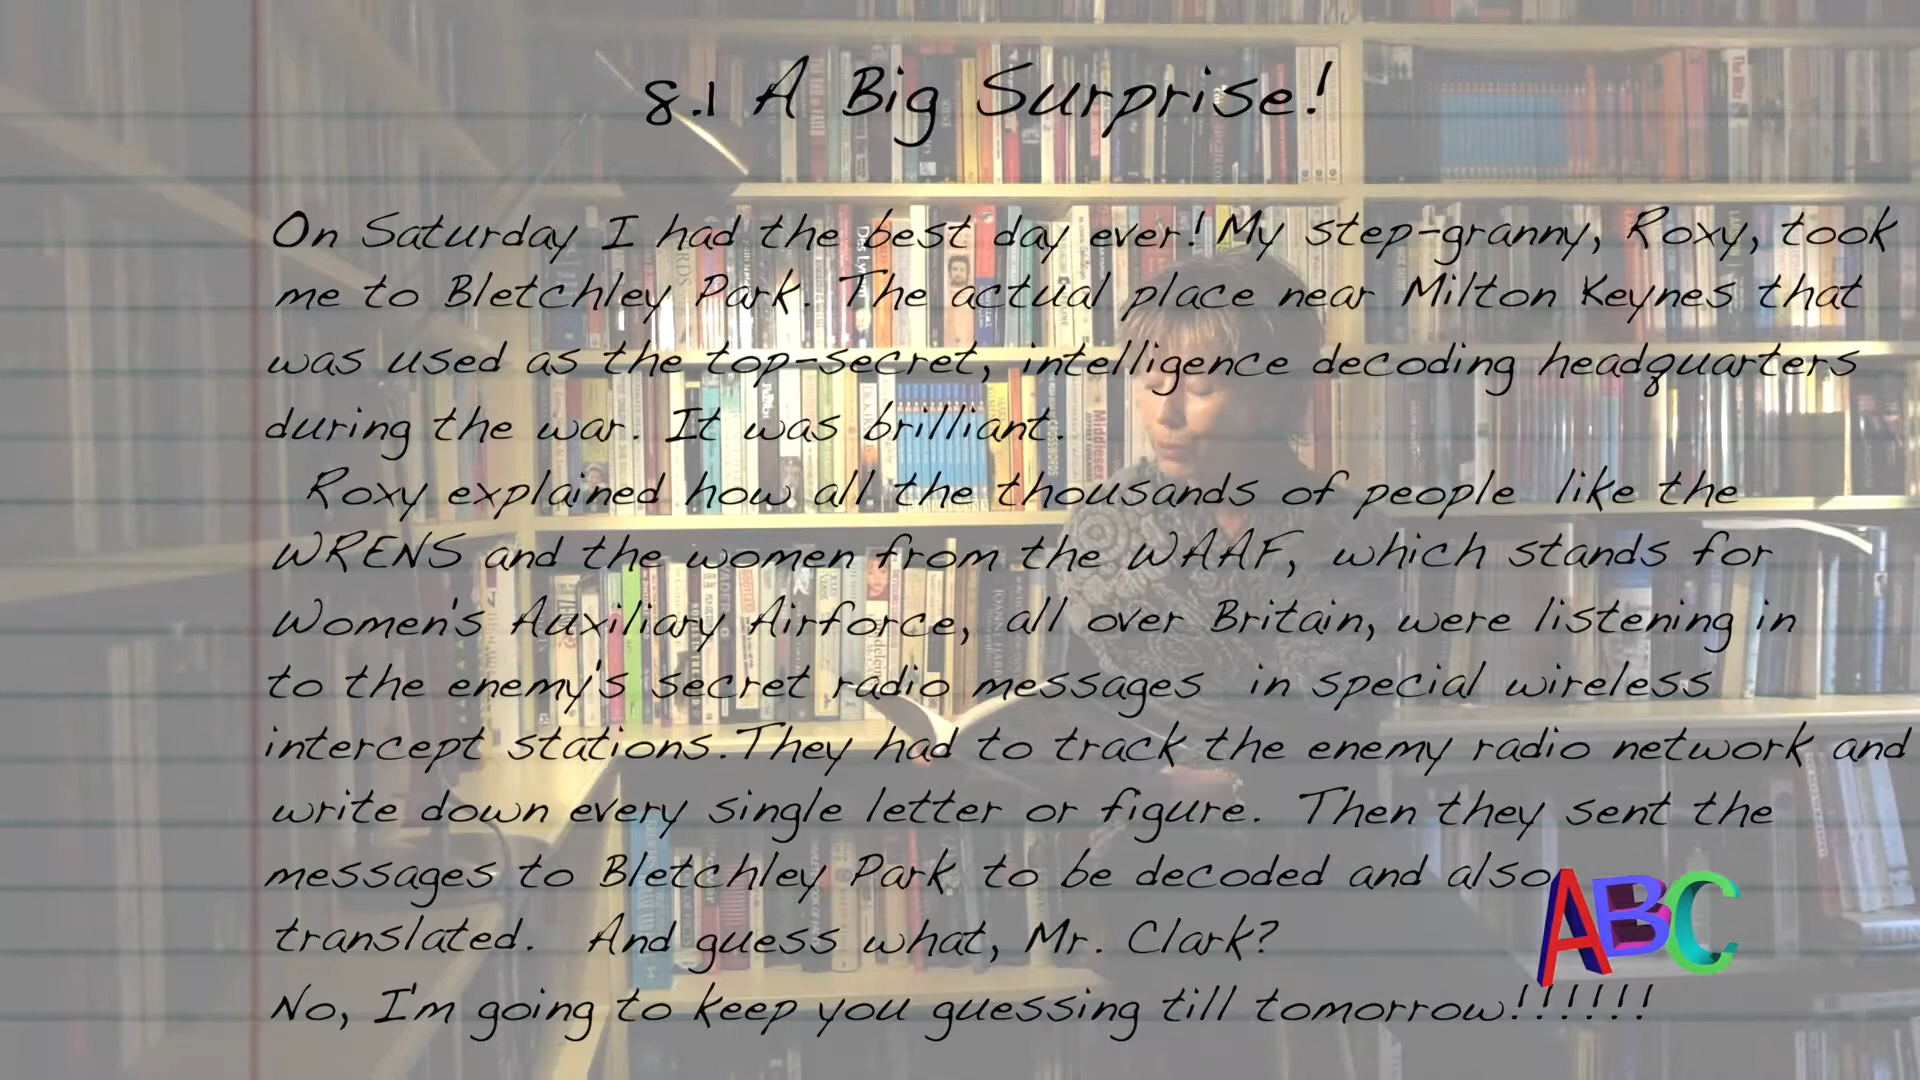 8.1 A Big Surprise!
On Saturday I had the best day ever! My step-granny, Roxy, took
me to Bletchley Park. The actual place near Milton Keynes that
was used as the top-secret, intelligence decoding headquarters
during the war. It was brilliant.
Roxy explained how all the thousands of people like the
WRENS and the women from the WAAF, which stands for
Women's Auxiliary Airforce, all over Britain, were listening in
to the enemy's secret radio messages in special wireless
intercept stations. They had to track the enemy radio network and
write down every single letter or figure. Then they sent the
messages to Bletchley Park to be decoded and also
translated. And guess what, Mr. Clark?
No, I'm going to keep you guessing till tomorrow!!!!!!
ABC
Middlesex